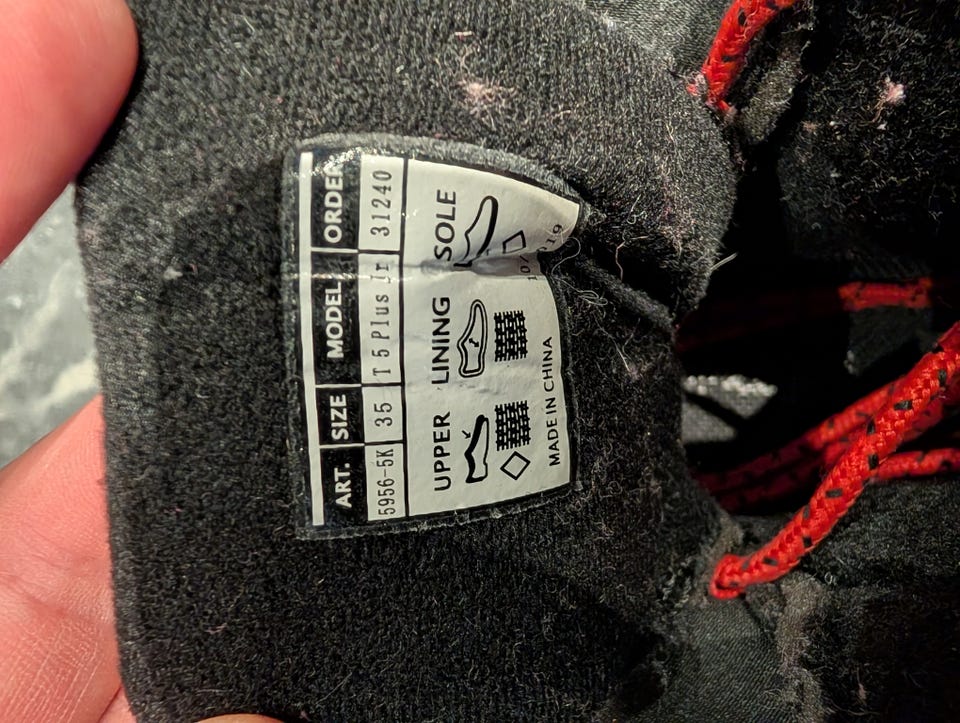 ART. SIZE MODEL ORDER
5956-5K 35 T 5 Plus Jr 31240
UPPER LINING SOLE
MADE IN CHINA